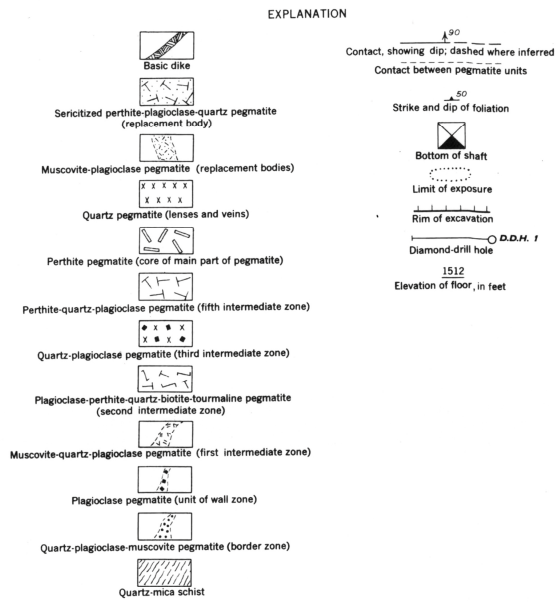 EXPLANATION
Basic dike
Sericitized perthite-plagioclase-quartz pegmatite
(replacement body)
Muscovite-plagioclase pegmatite (replacement bodies)
Quartz pegmatite (lenses and veins)
Perthite pegmatite (core of main part of pegmatite)
Perthite-quartz-plagioclase pegmatite (fifth intermediate zone)
Quartz-plagioclase pegmatite (third intermediate zone)
Plagioclase-perthite-quartz-biotite-tourmaline pegmatite
(second intermediate zone)
Muscovite-quartz-plagioclase pegmatite (first intermediate zone)
Plagioclase pegmatite (unit of wall zone)
Quartz-plagioclase-muscovite pegmatite (border zone)
Quartz-mica schist
90
Contact, showing dip; dashed where inferred
Contact between pegmatite units
50
Strike and dip of foliation
Bottom of shaft
Limit of exposure
Rim of excavation
D.D.H. 1
Diamond-drill hole
1512
Elevation of floor, in feet